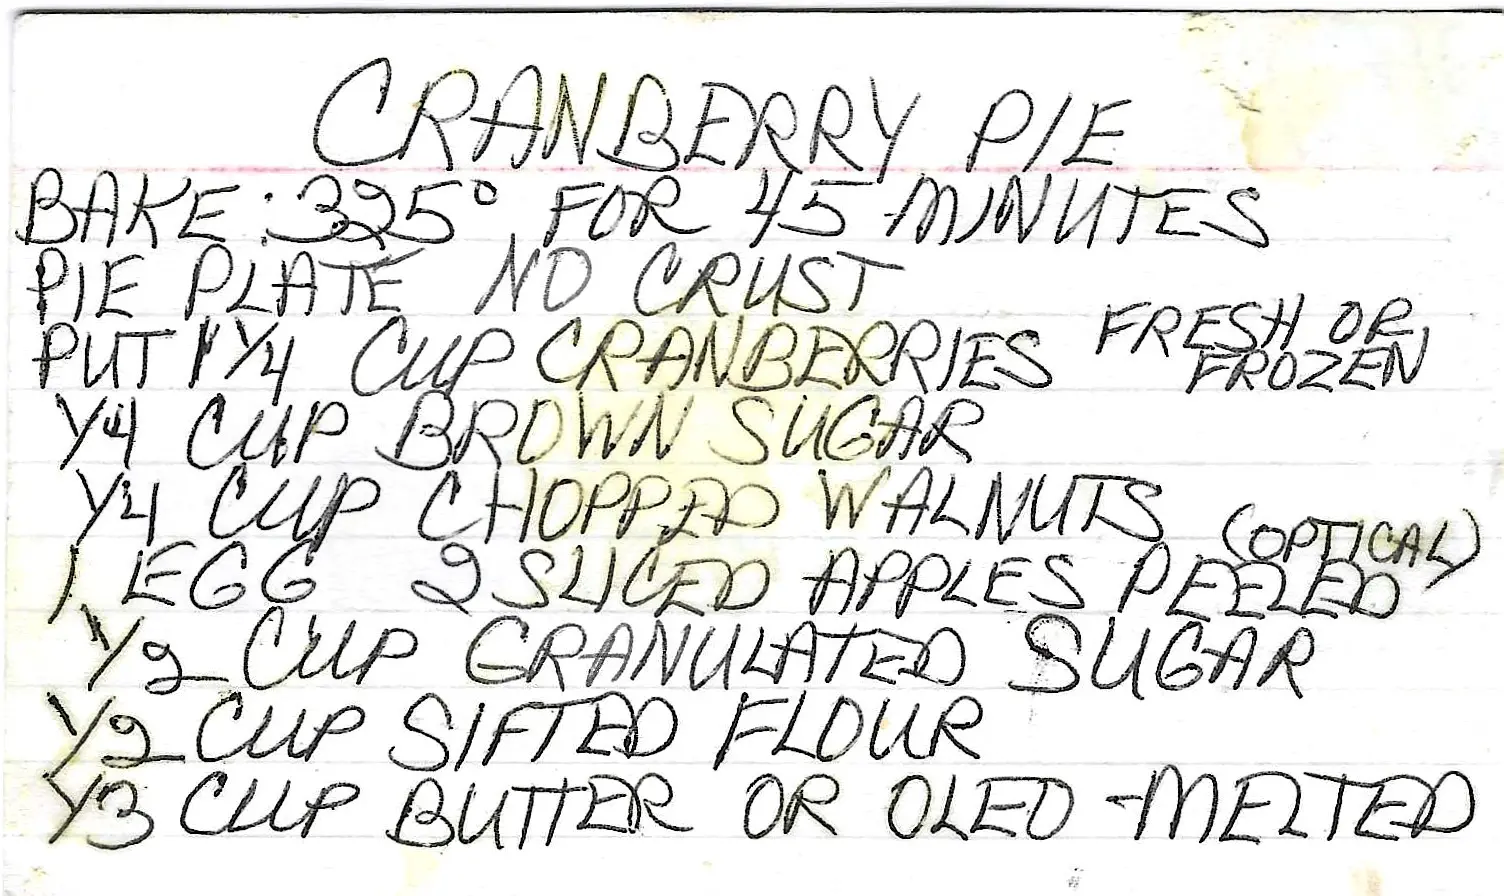 CRANBERRY PIE
BAKE: 325° FOR 45 MINUTES
PIE PLATE NO CRUST
PUT 1 1/4 CUP CRANBERRIES FRESH OR FROZEN
1/4 CUP BROWN SUGAR
1/4 CUP CHOPPED WALNUTS
1 EGG 2 SLICED APPLES PEELED (OPTICAL)
1/2 CUP GRANULATED SUGAR
1/2 CUP SIFTED FLOUR
1/3 CUP BUTTER OR OLEO - MELTED